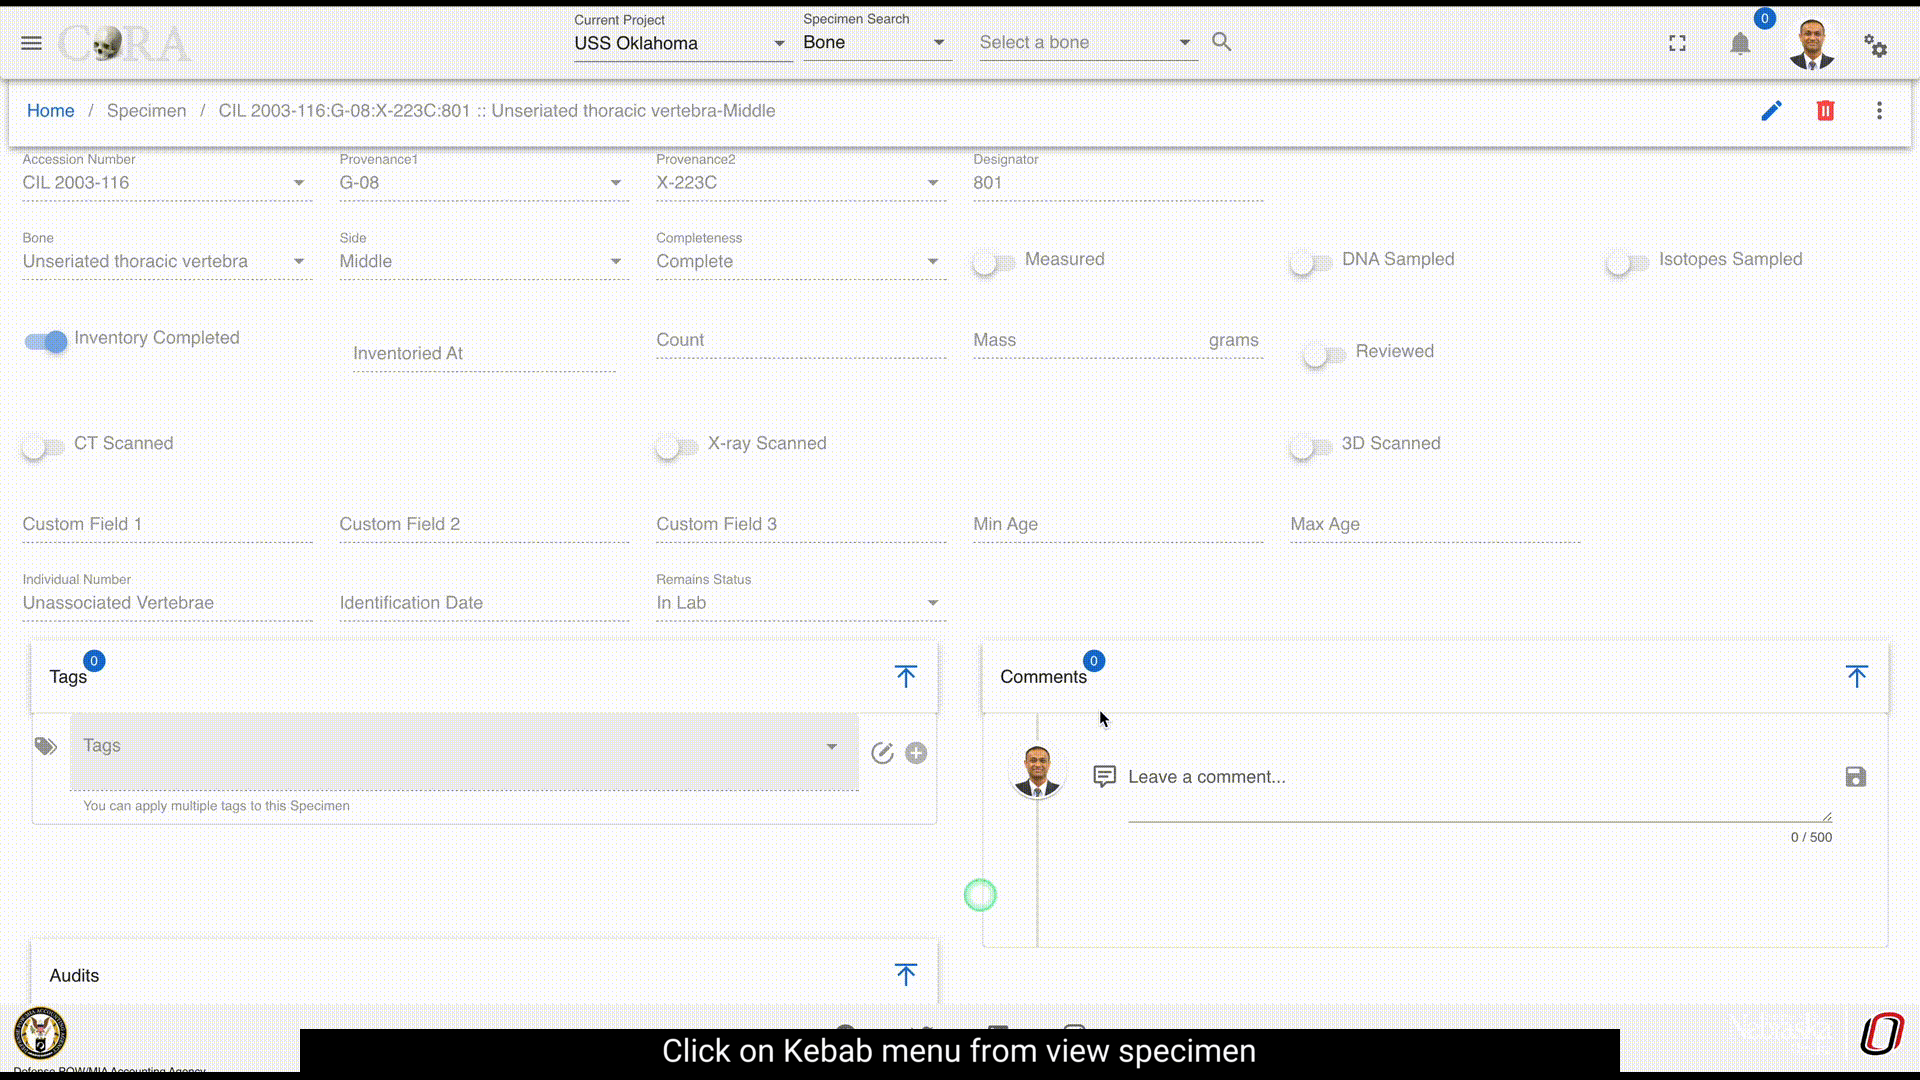 Current Project
Specimen Search
0
CORA
USS Oklahoma
Bone
Select a bone
Home / Specimen / CIL 2003-116:G-08:X-223C:801 :: Unseriated thoracic vertebra-Middle
Accession Number
Provenance1
Provenance2
Designator
CIL 2003-116
G-08
X-223C
801
Bone
Side
Completeness
Unseriated thoracic vertebra
Middle
Complete
Measured
DNA Sampled
Isotopes Sampled
Inventory Completed
Inventoried At
Count
Mass
grams
Reviewed
CT Scanned
X-ray Scanned
3D Scanned
Custom Field 1
Custom Field 2
Custom Field 3
Min Age
Max Age
Individual Number
Remains Status
Unassociated Vertebrae
Identification Date
In Lab
Tags
0
Comments
0
Tags
You can apply multiple tags to this Specimen
Leave a comment...
0 / 500
Audits
Nebraska
Defense POW/MIA Accounting Agency
Click on Kebab menu from view specimen